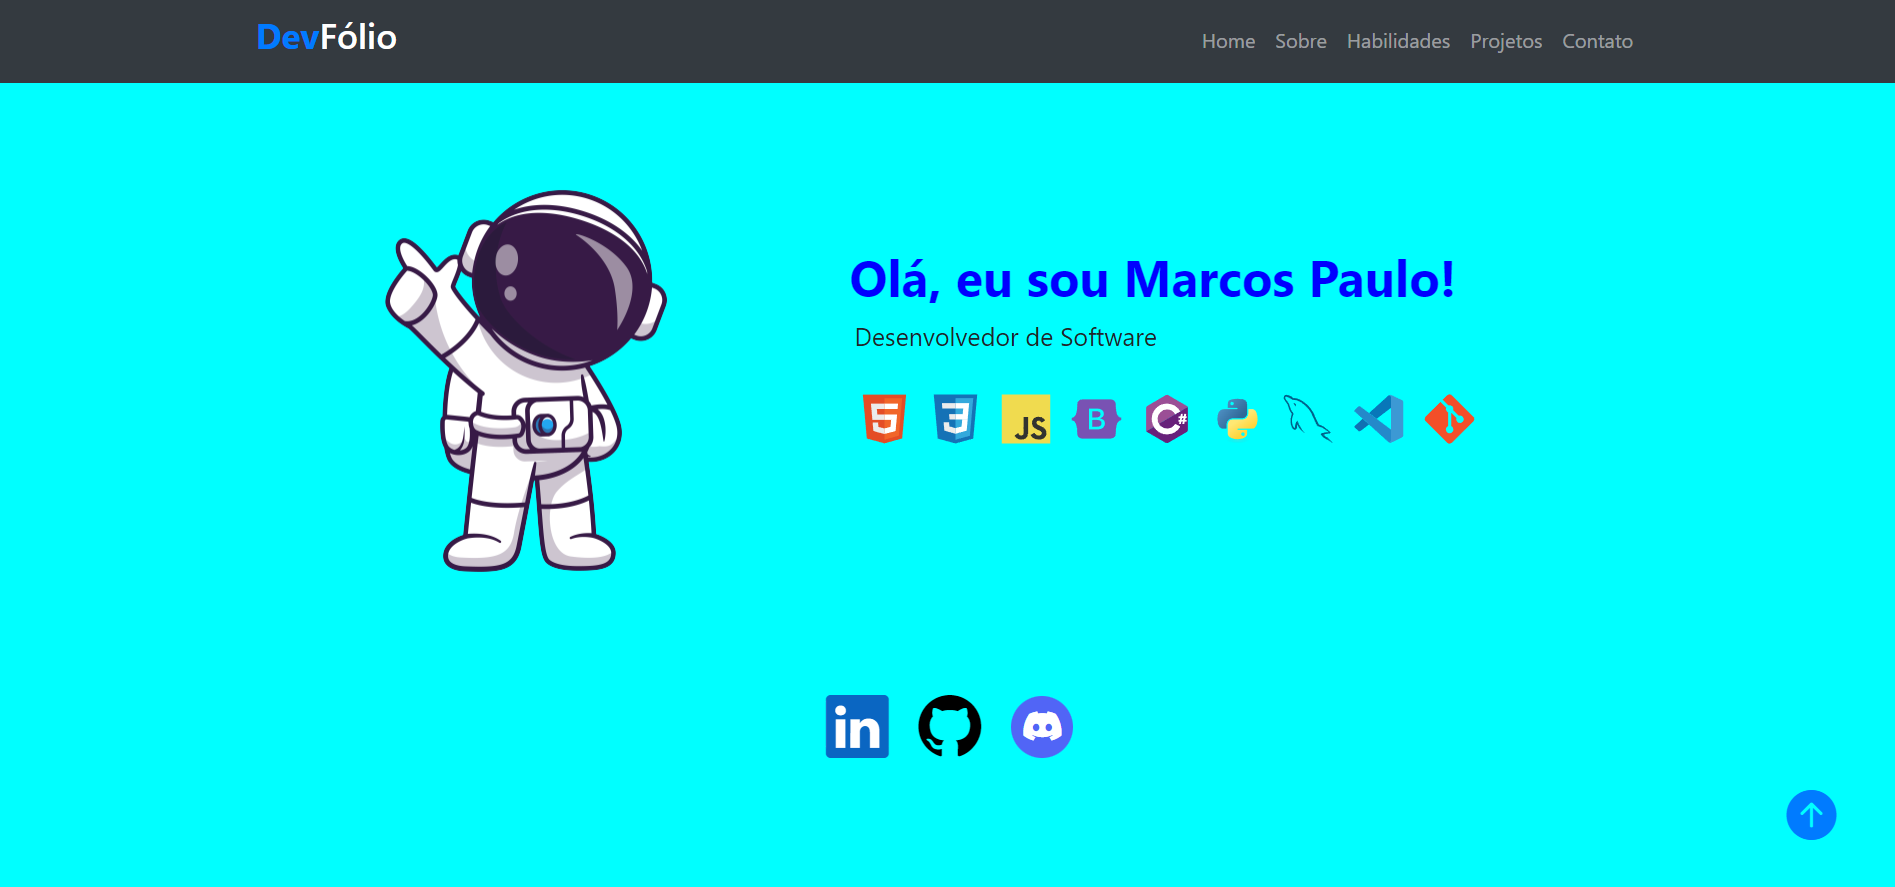 DevFólio
Home Sobre Habilidades Projetos Contato
Olá, eu sou Marcos Paulo!
Desenvolvedor de Software
5 3 JS B C# 
in